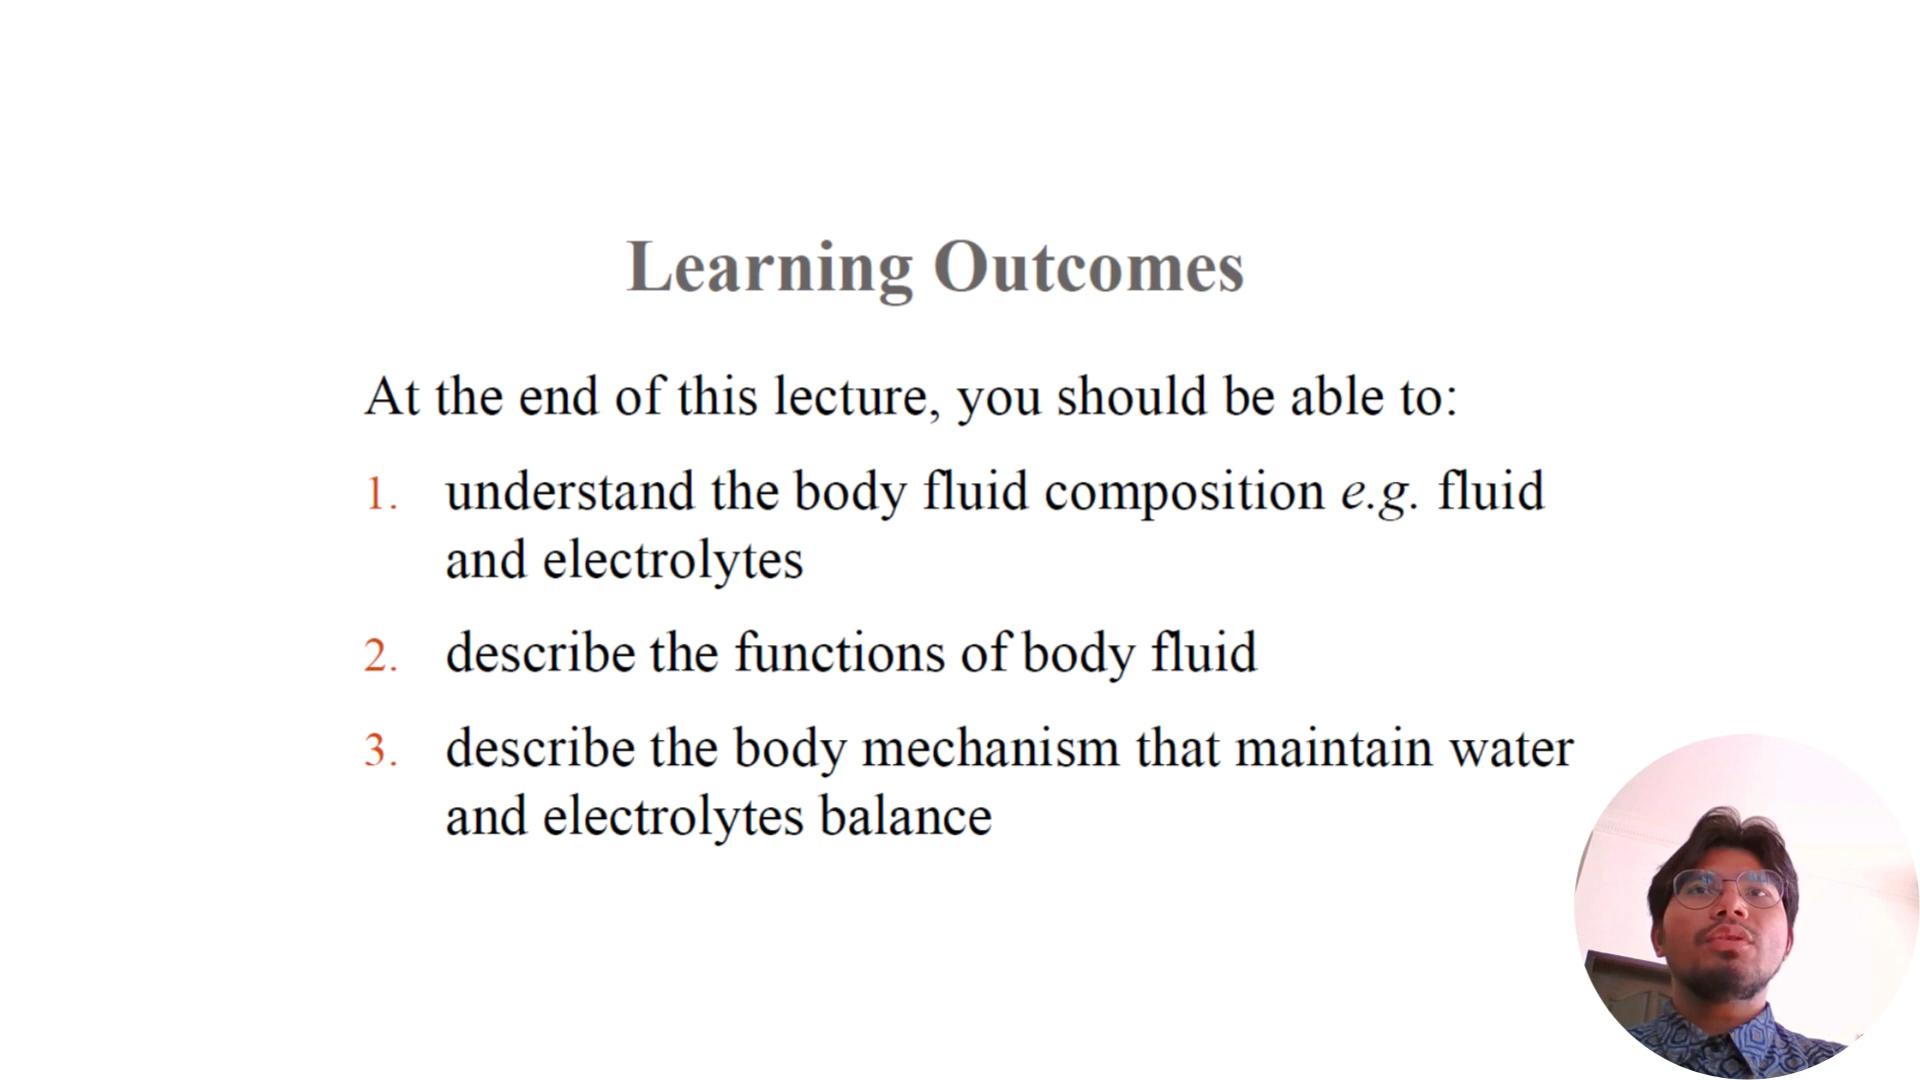 Learning Outcomes
At the end of this lecture, you should be able to:
1. understand the body fluid composition e.g. fluid
and electrolytes
2. describe the functions of body fluid
3. describe the body mechanism that maintain water
and electrolytes balance